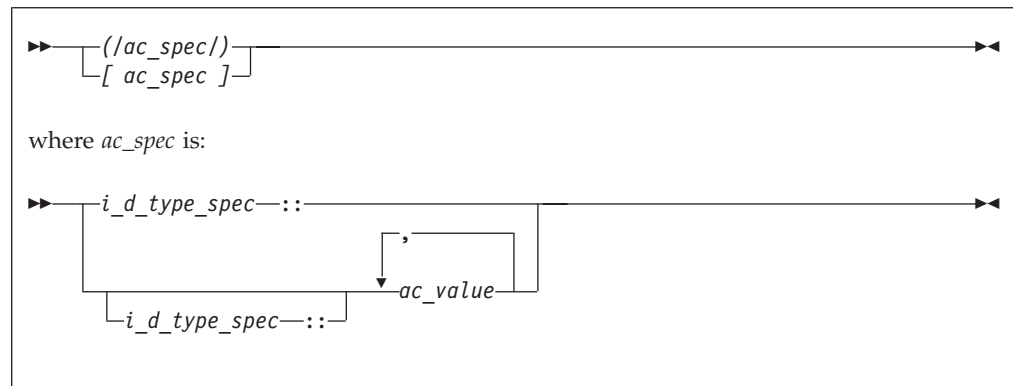 (/ac_spec/)
[ ac_spec ]
where ac_spec is:
i_d_type_spec ::
,
ac_value
i_d_type_spec ::